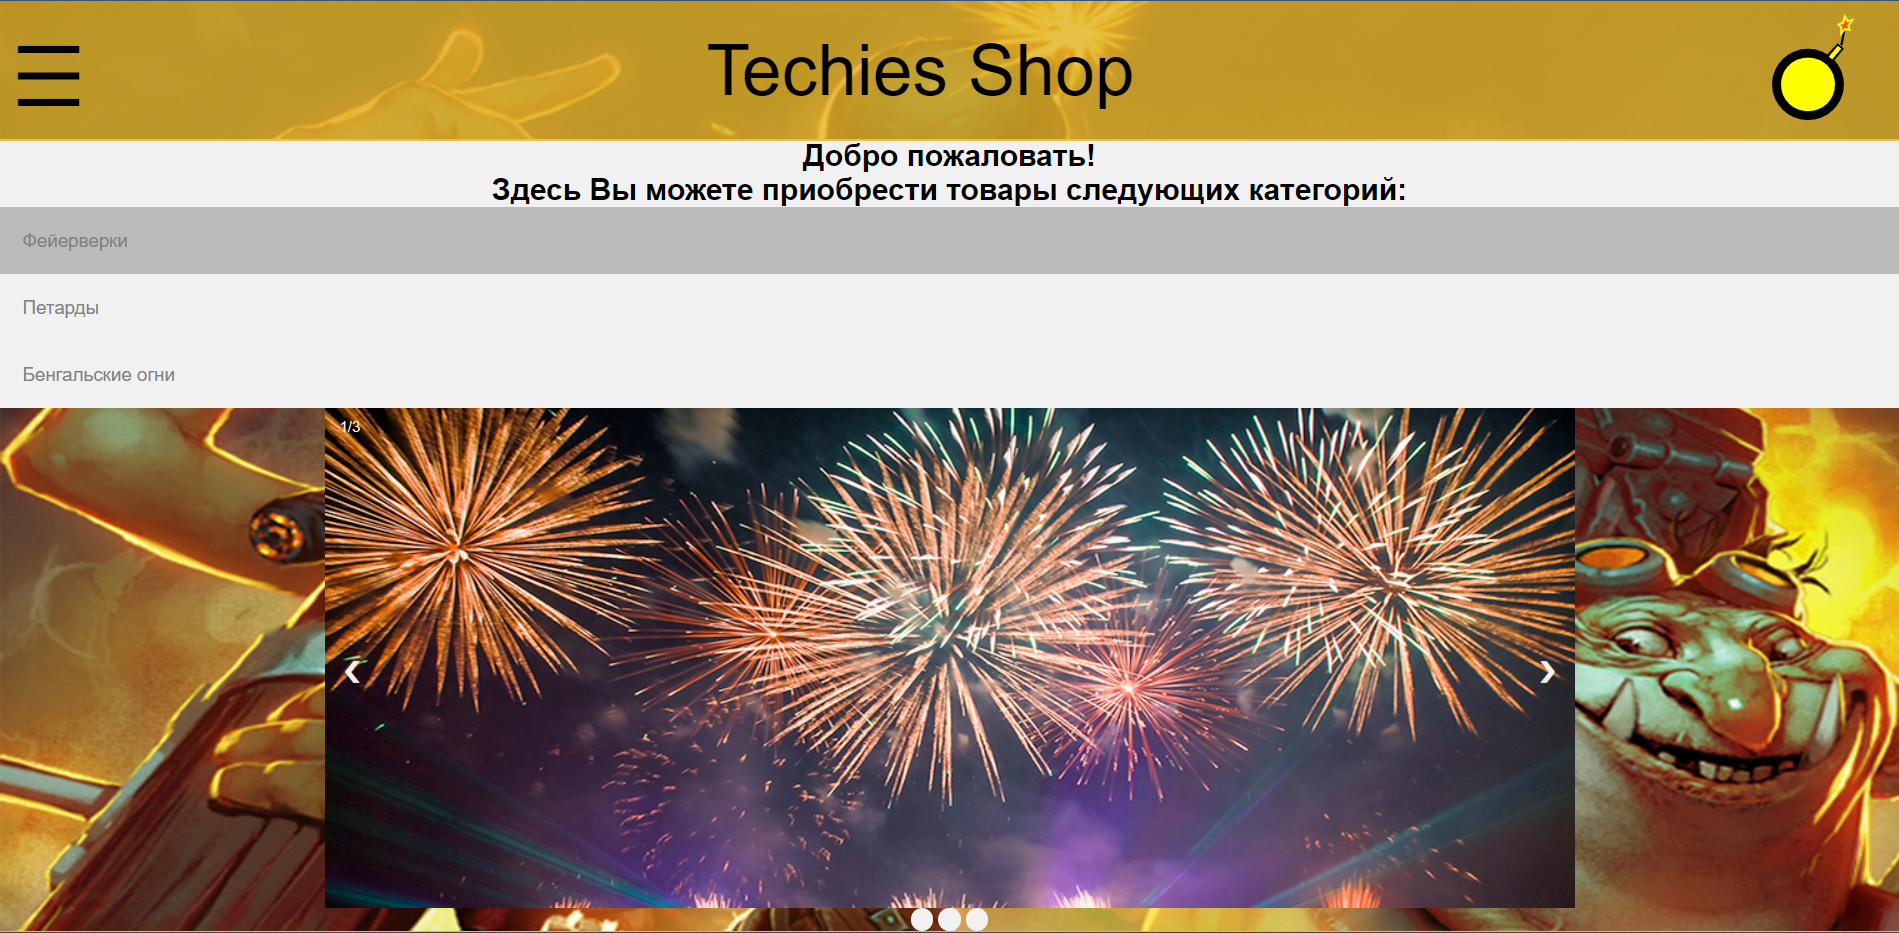 Techies Shop
Добро пожаловать!
Здесь Вы можете приобрести товары следующих категорий:
Фейерверки
Петарды
Бенгальские огни
1/3